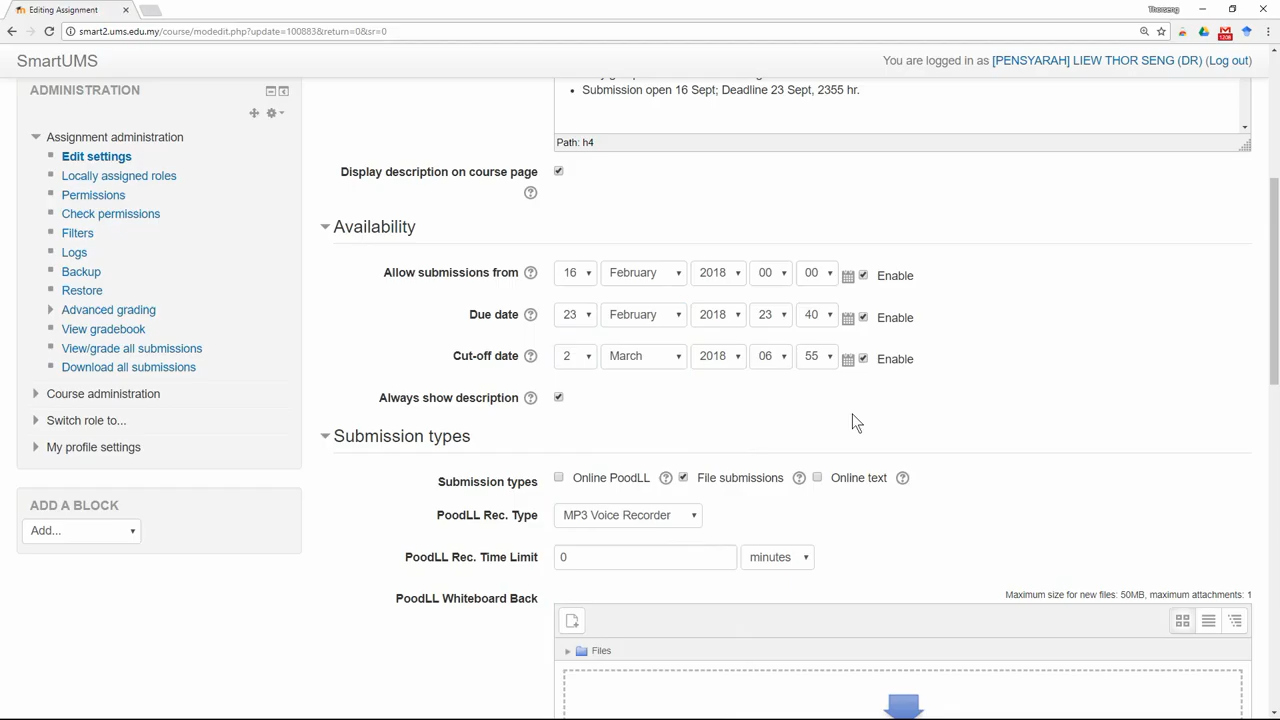 Editing Assignment
Thorseng
smart2.ums.edu.my/course/modedit.php?update=100883&return=0&sr=0
SmartUMS
You are logged in as [PENSYARAH] LIEW THOR SENG (DR) (Log out)
ADMINISTRATION
Assignment administration
Edit settings
Locally assigned roles
Permissions
Check permissions
Filters
Logs
Backup
Restore
Advanced grading
View gradebook
View/grade all submissions
Download all submissions
Course administration
Switch role to...
My profile settings
ADD A BLOCK
Add...
Submission open 16 Sept; Deadline 23 Sept, 2355 hr.
Path: h4
Display description on course page
Availability
Allow submissions from 16 February 2018 00 00 Enable
Due date 23 February 2018 23 40 Enable
Cut-off date 2 March 2018 06 55 Enable
Always show description
Submission types
Submission types Online PoodLL File submissions Online text
PoodLL Rec. Type MP3 Voice Recorder
PoodLL Rec. Time Limit 0 minutes
PoodLL Whiteboard Back
Maximum size for new files: 50MB, maximum attachments: 1
Files